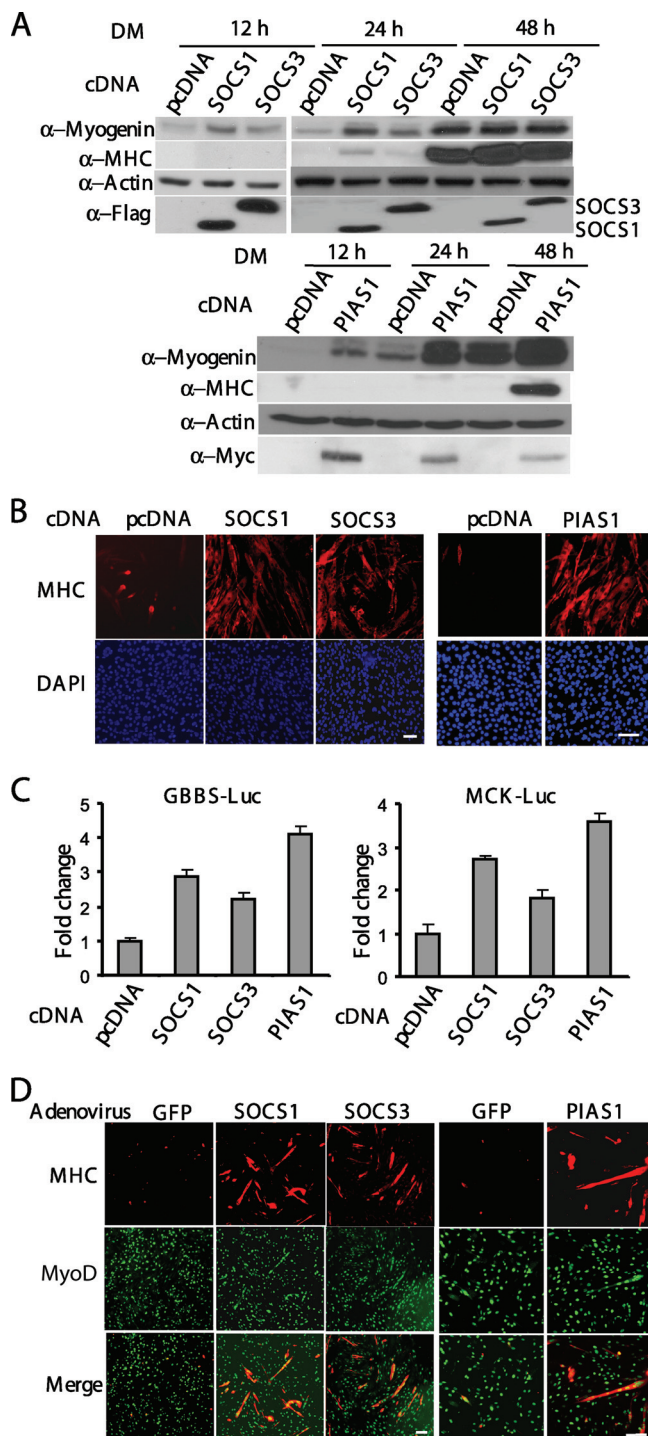 A
DM 12 h 24 h 48 h
cDNA pcDNA SOCS1 SOCS3 pcDNA SOCS1 SOCS3 pcDNA SOCS1 SOCS3
α–Myogenin
α–MHC
α–Actin
α–Flag
SOCS3
SOCS1
DM 12 h 24 h 48 h
cDNA pcDNA PIAS1 pcDNA PIAS1 pcDNA PIAS1
α–Myogenin
α–MHC
α–Actin
α–Myc
B
cDNA pcDNA SOCS1 SOCS3 pcDNA PIAS1
MHC
DAPI
C
GBBS-Luc
Fold change
5
4
3
2
1
0
cDNA pcDNA SOCS1 SOCS3 PIAS1
MCK-Luc
Fold change
4
2
1
0
cDNA pcDNA SOCS1 SOCS3 PIAS1
D
Adenovirus GFP SOCS1 SOCS3 GFP PIAS1
MHC
MyoD
Merge